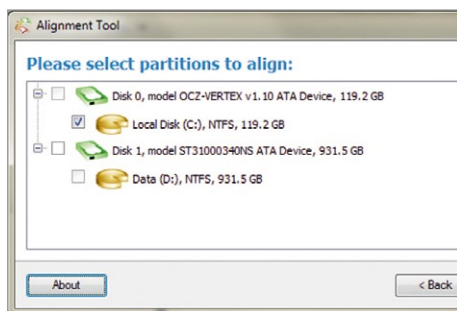 Alignment Tool
Please select partitions to align:
Disk 0, model OCZ-VERTEX v1.10 ATA Device, 119.2 GB
Local Disk (C:), NTFS, 119.2 GB
Disk 1, model ST31000340NS ATA Device, 931.5 GB
Data (D:), NTFS, 931.5 GB
About
< Back